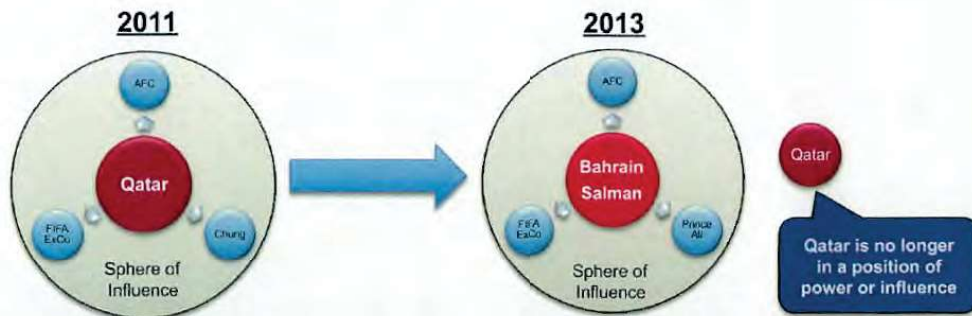 2011
AFC
Qatar
FIFA
ExCo
Chung
Sphere of
Influence
2013
AFC
Bahrain
Salman
FIFA
ExCo
Prince
Ali
Sphere of
Influence
Qatar
Qatar is no longer
in a position of
power or influence